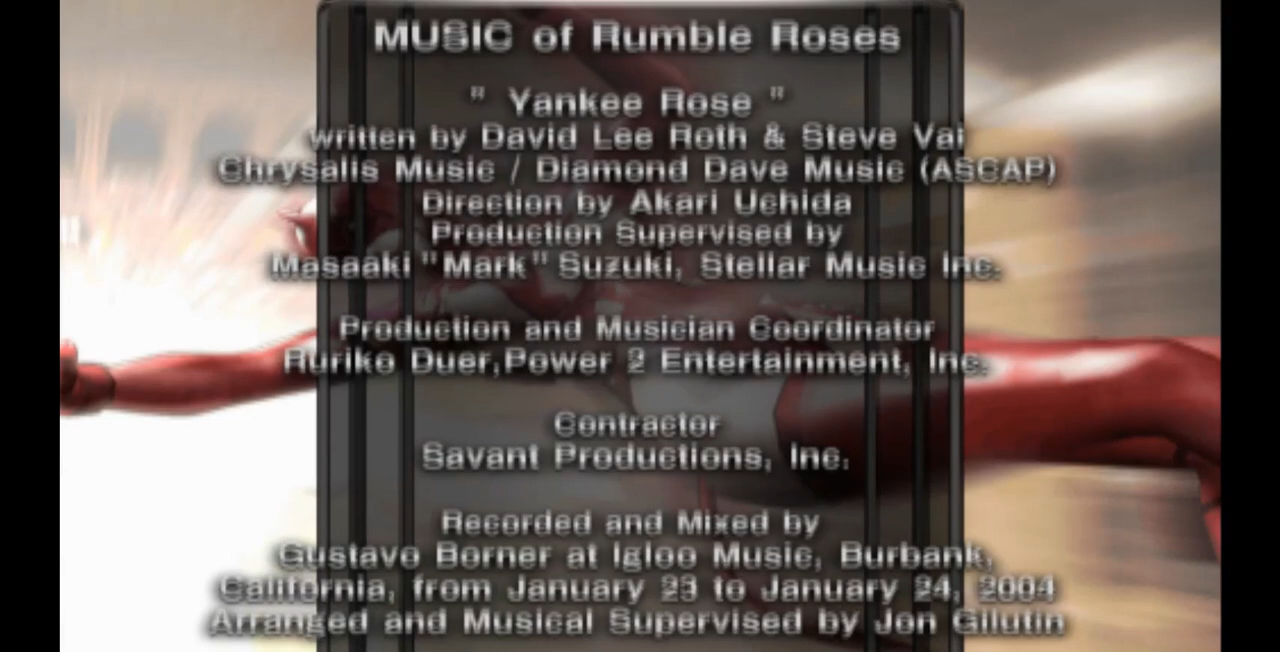 MUSIC of Rumble Roses
" Yankee Rose "
written by David Lee Roth & Steve Vai
Chrysalis Music / Diamond Dave Music (ASCAP)
Direction by Akari Uchida
Production Supervised by
Masaaki "Mark" Suzuki, Stellar Music Inc.
Production and Musician Coordinator
Ruriko Duer,Power 2 Entertainment, Inc.
Contractor
Savant Productions, Inc.
Recorded and Mixed by
Gustavo Borner at Igloo Music, Burbank,
California, from January 23 to January 24, 2004
Arranged and Musical Supervised by Jon Gilutin